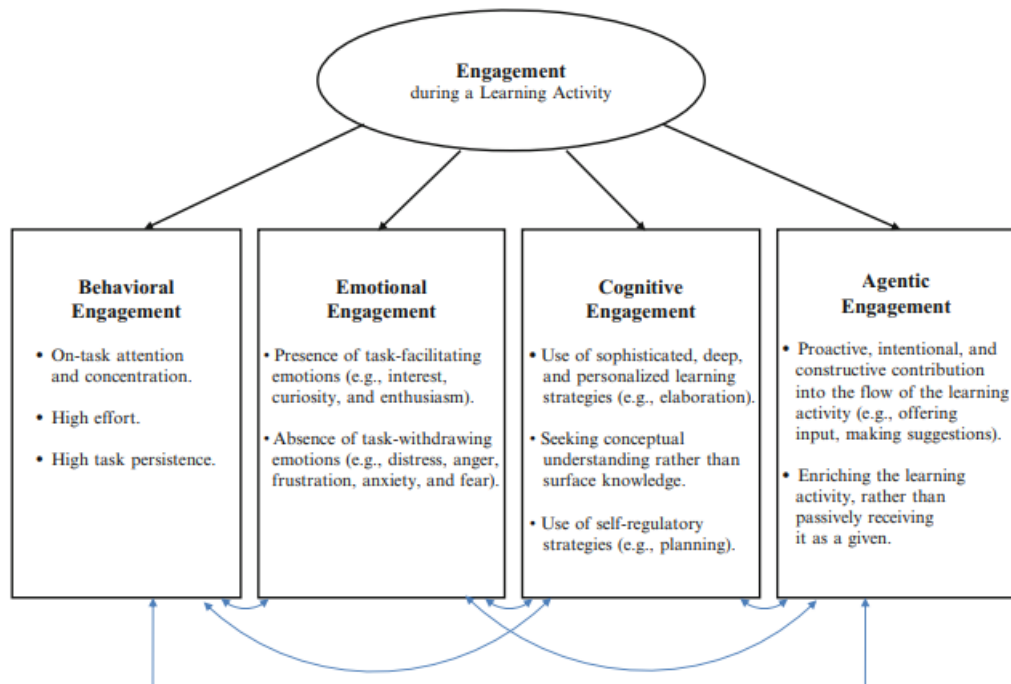 Engagement
during a Learning Activity
Behavioral
Engagement
• On-task attention
and concentration.
• High effort.
• High task persistence.
Emotional
Engagement
• Presence of task-facilitating
emotions (e.g., interest,
curiosity, and enthusiasm).
• Absence of task-withdrawing
emotions (e.g., distress, anger,
frustration, anxiety, and fear).
Cognitive
Engagement
• Use of sophisticated, deep,
and personalized learning
strategies (e.g., elaboration).
• Seeking conceptual
understanding rather than
surface knowledge.
• Use of self-regulatory
strategies (e.g., planning).
Agentic
Engagement
• Proactive, intentional, and
constructive contribution
into the flow of the learning
activity (e.g., offering
input, making suggestions).
• Enriching the learning
activity, rather than
passively receiving
it as a given.